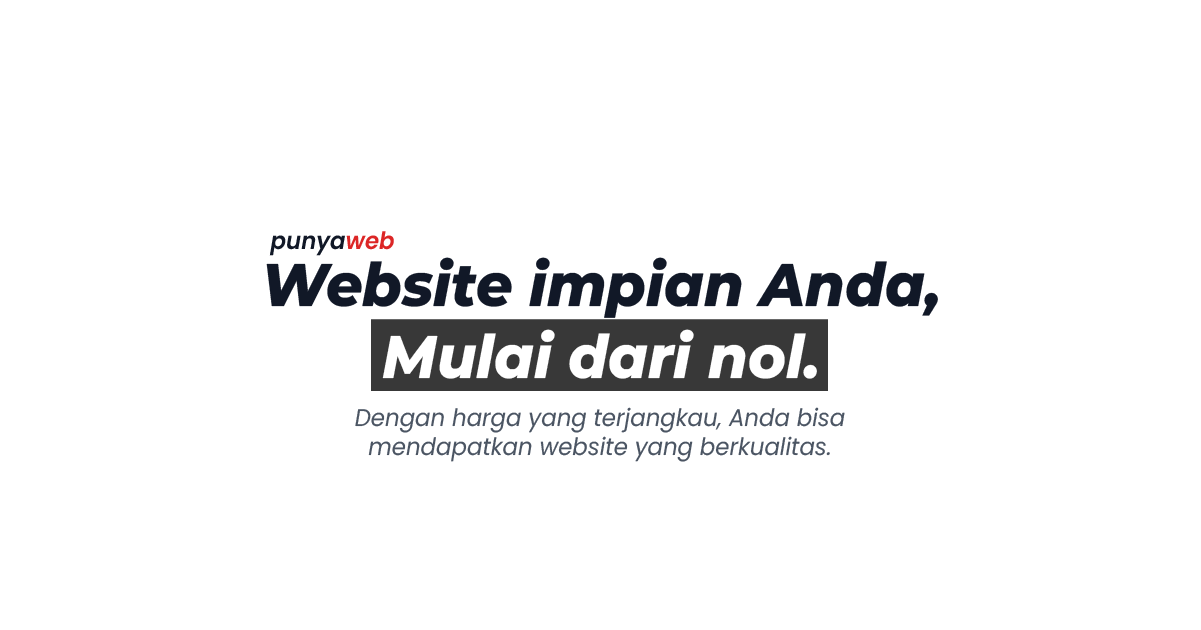 punyaweb
Website impian Anda,
Mulai dari nol.
Dengan harga yang terjangkau, Anda bisa
mendapatkan website yang berkualitas.